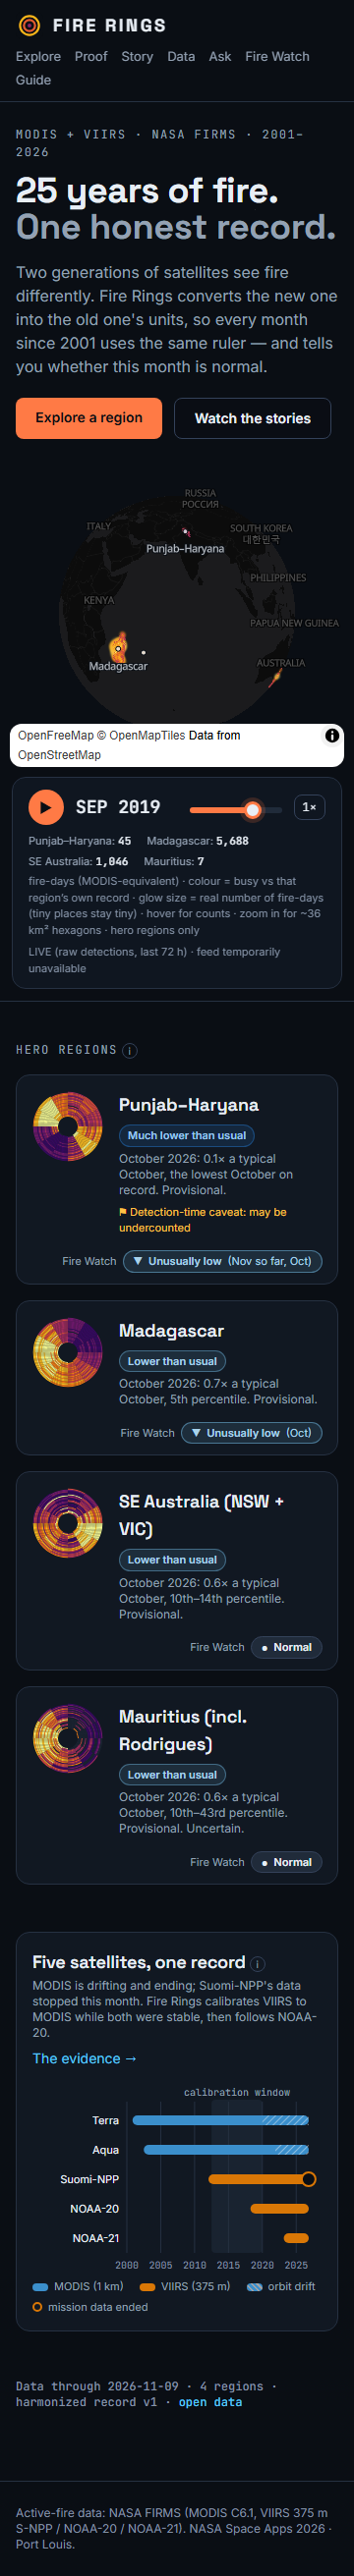 FIRE RINGS
Explore Proof Story Data Ask Fire Watch
Guide
MODIS + VIIRS · NASA FIRMS · 2001–
2026
25 years of fire.
One honest record.
Two generations of satellites see fire
differently. Fire Rings converts the new one
into the old one's units, so every month
since 2001 uses the same ruler — and tells
you whether this month is normal.
Explore a region Watch the stories
RUSSIA
РОССИЯ
ITALY
SOUTH KOREA
대한민국
Punjab–Haryana
PHILIPPINES
KENYA
PAPUA NEW GUINEA
AUSTRALIA
Madagascar
OpenFreeMap © OpenMapTiles Data from
OpenStreetMap
SEP 2019 1×
Punjab–Haryana: 45 Madagascar: 5,688
SE Australia: 1,046 Mauritius: 7
fire-days (MODIS-equivalent) · colour = busy vs that
region's own record · glow size = real number of fire-days
(tiny places stay tiny) · hover for counts · zoom in for ~36
km² hexagons · hero regions only
LIVE (raw detections, last 72 h) · feed temporarily
unavailable
HERO REGIONS i
Punjab–Haryana
Much lower than usual
October 2026: 0.1× a typical
October, the lowest October on
record. Provisional.
⚑ Detection-time caveat: may be
undercounted
Fire Watch ▼ Unusually low (Nov so far, Oct)
Madagascar
Lower than usual
October 2026: 0.7× a typical
October, 5th percentile. Provisional.
Fire Watch ▼ Unusually low (Oct)
SE Australia (NSW +
VIC)
Lower than usual
October 2026: 0.6× a typical
October, 10th–14th percentile.
Provisional.
Fire Watch ● Normal
Mauritius (incl.
Rodrigues)
Lower than usual
October 2026: 0.6× a typical
October, 10th–43rd percentile.
Provisional. Uncertain.
Fire Watch ● Normal
Five satellites, one record i
MODIS is drifting and ending; Suomi-NPP's data
stopped this month. Fire Rings calibrates VIIRS to
MODIS while both were stable, then follows NOAA-
20.
The evidence →
calibration window
Terra
Aqua
Suomi-NPP
NOAA-20
NOAA-21
2000 2005 2010 2015 2020 2025
MODIS (1 km) VIIRS (375 m) orbit drift
mission data ended
Data through 2026-11-09 · 4 regions ·
harmonized record v1 · open data
Active-fire data: NASA FIRMS (MODIS C6.1, VIIRS 375 m
S-NPP / NOAA-20 / NOAA-21). NASA Space Apps 2026 ·
Port Louis.